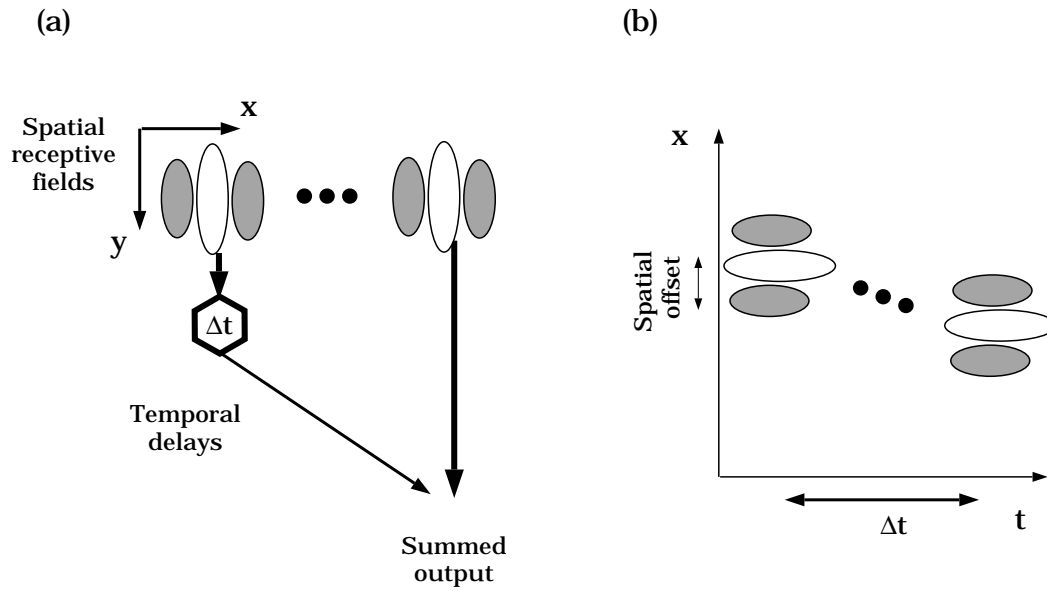 (a)
x
Spatial
receptive
fields
y
Δt
Temporal
delays
Summed
output
(b)
x
Spatial
offset
Δt
t